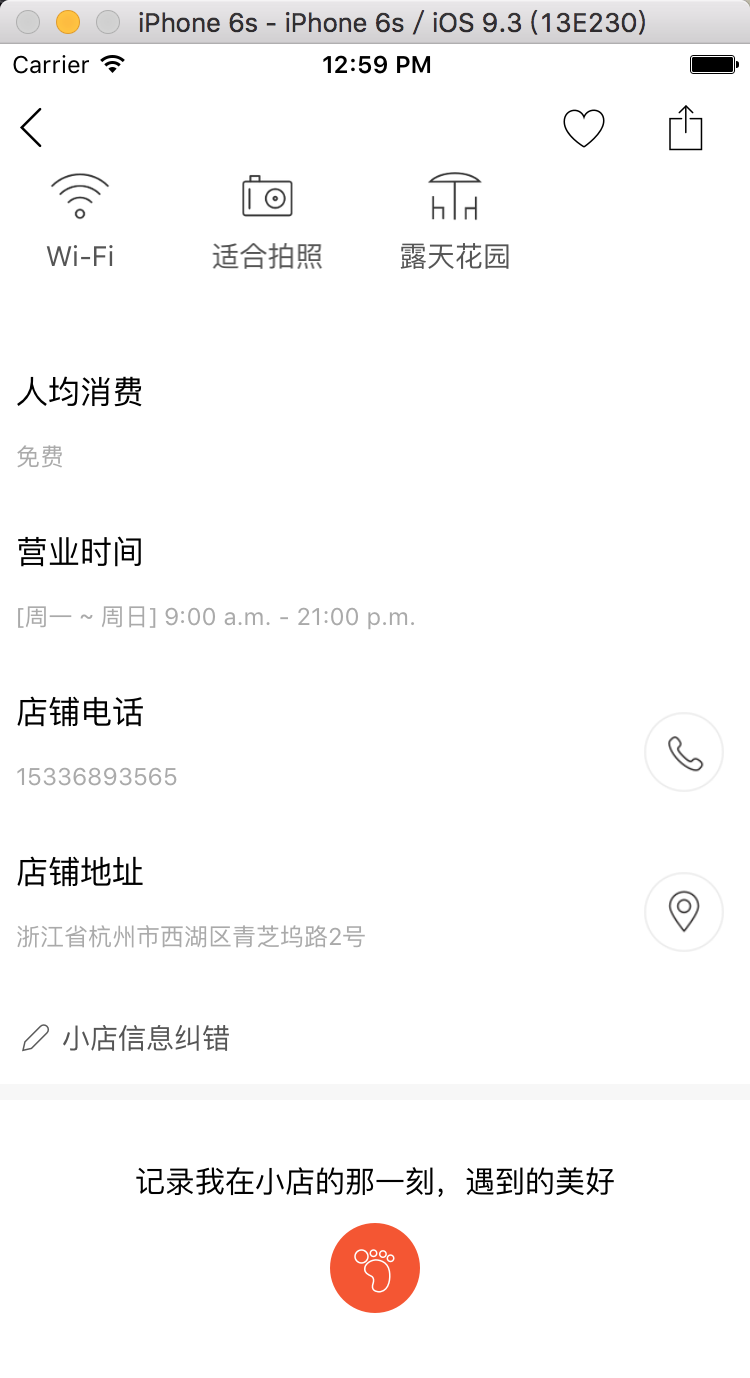 iPhone 6s - iPhone 6s / iOS 9.3 (13E230)
Carrier 12:59 PM
Wi-Fi 适合拍照 露天花园
人均消费
免费
营业时间
[周一 ~ 周日] 9:00 a.m. - 21:00 p.m.
店铺电话
15336893565
店铺地址
浙江省杭州市西湖区青芝坞路2号
小店信息纠错
记录我在小店的那一刻，遇到的美好